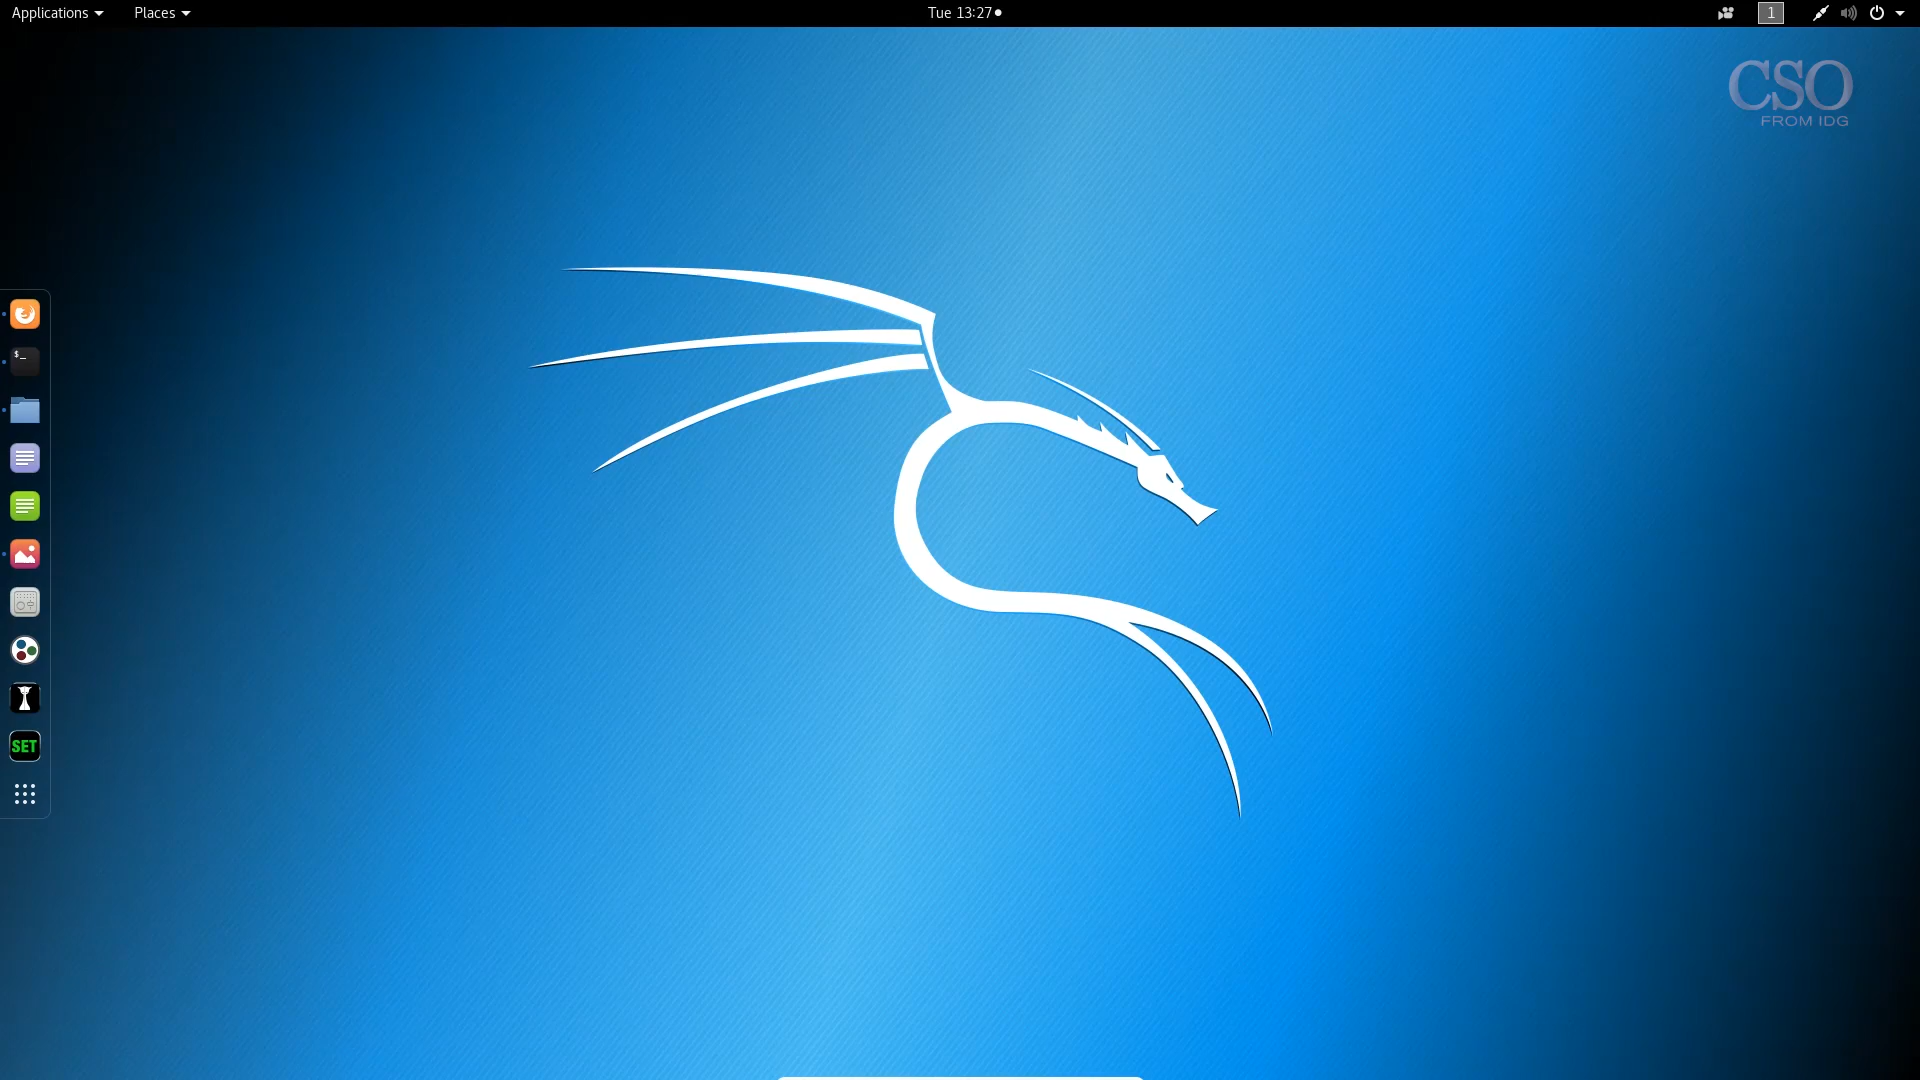 Applications Places Tue 13:27 1
CSO
FROM IDG
$_
SET